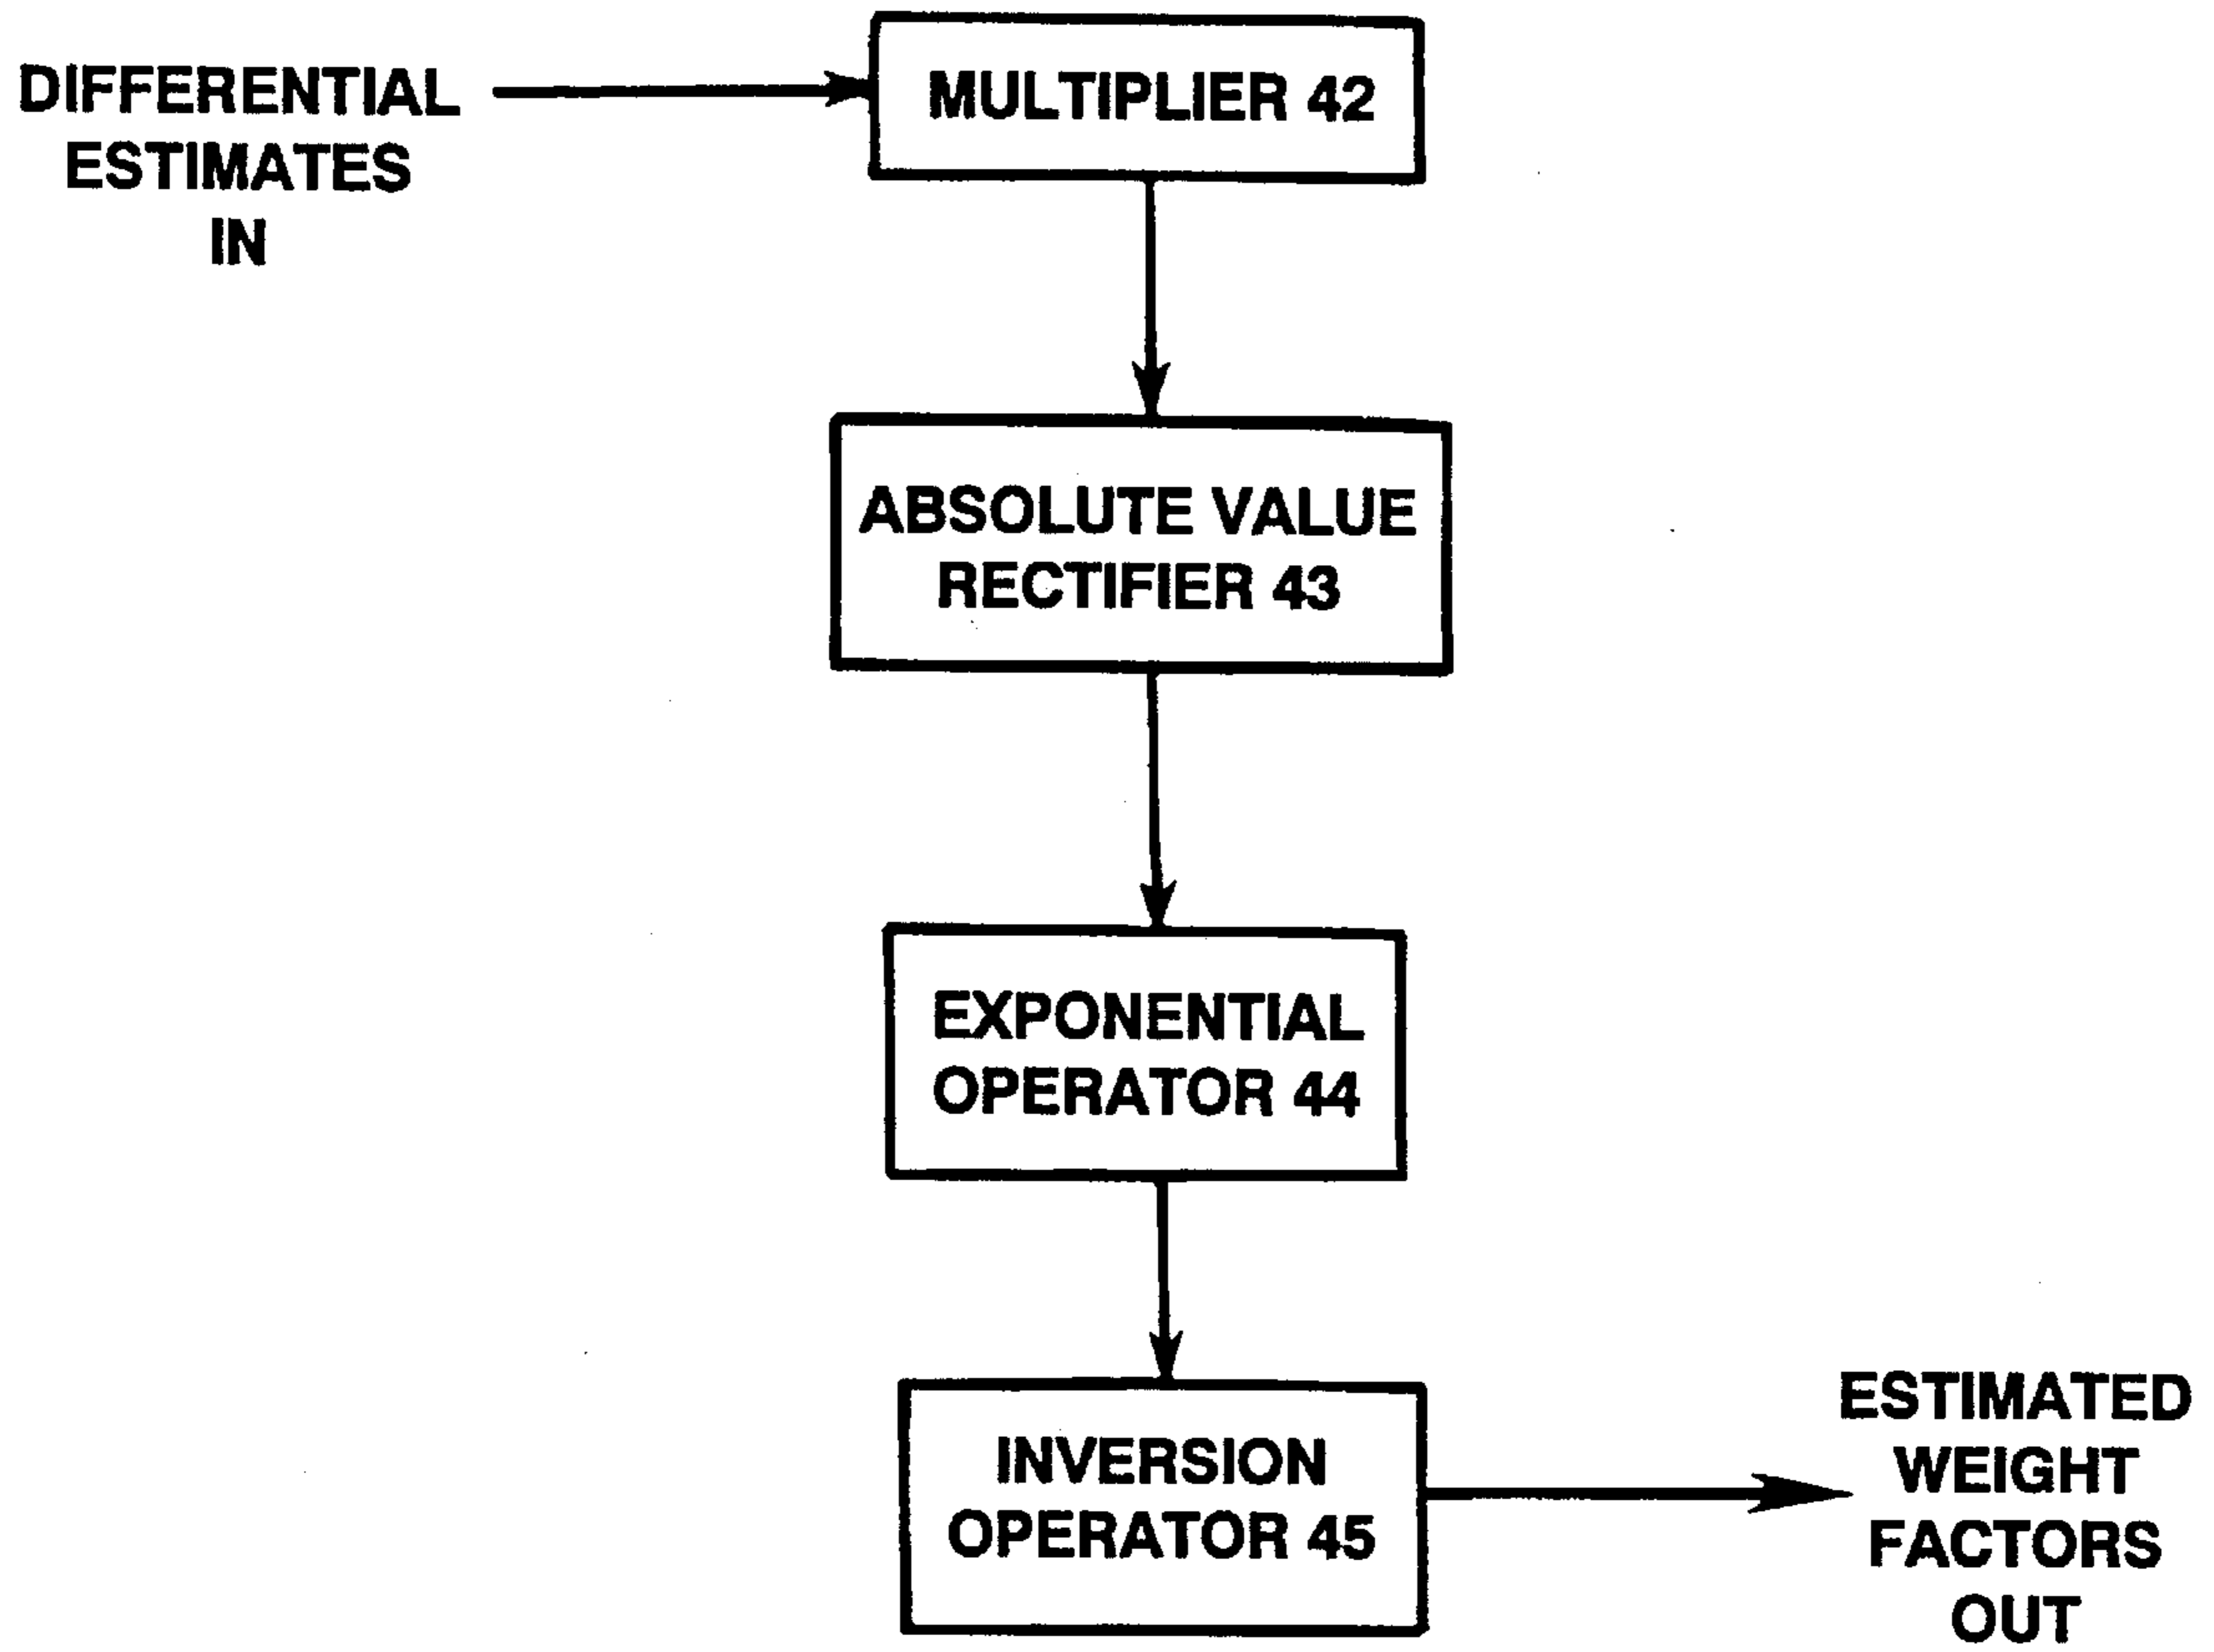 DIFFERENTIAL
ESTIMATES
IN
MULTIPLIER 42
ABSOLUTE VALUE
RECTIFIER 43
EXPONENTIAL
OPERATOR 44
INVERSION
OPERATOR 45
ESTIMATED
WEIGHT
FACTORS
OUT